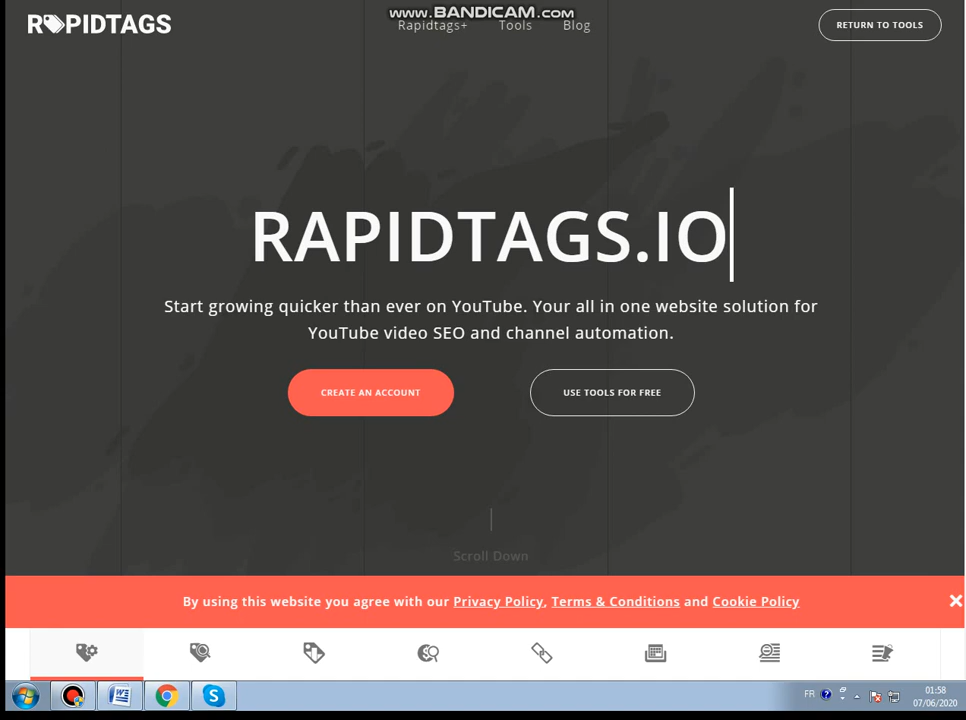 www.BANDICAM.com
RAPIDTAGS
Rapidtags+ Tools Blog
RETURN TO TOOLS
RAPIDTAGS.IO
Start growing quicker than ever on YouTube. Your all in one website solution for
YouTube video SEO and channel automation.
CREATE AN ACCOUNT
USE TOOLS FOR FREE
Scroll Down
By using this website you agree with our Privacy Policy, Terms & Conditions and Cookie Policy
FR
01:58
07/06/2020